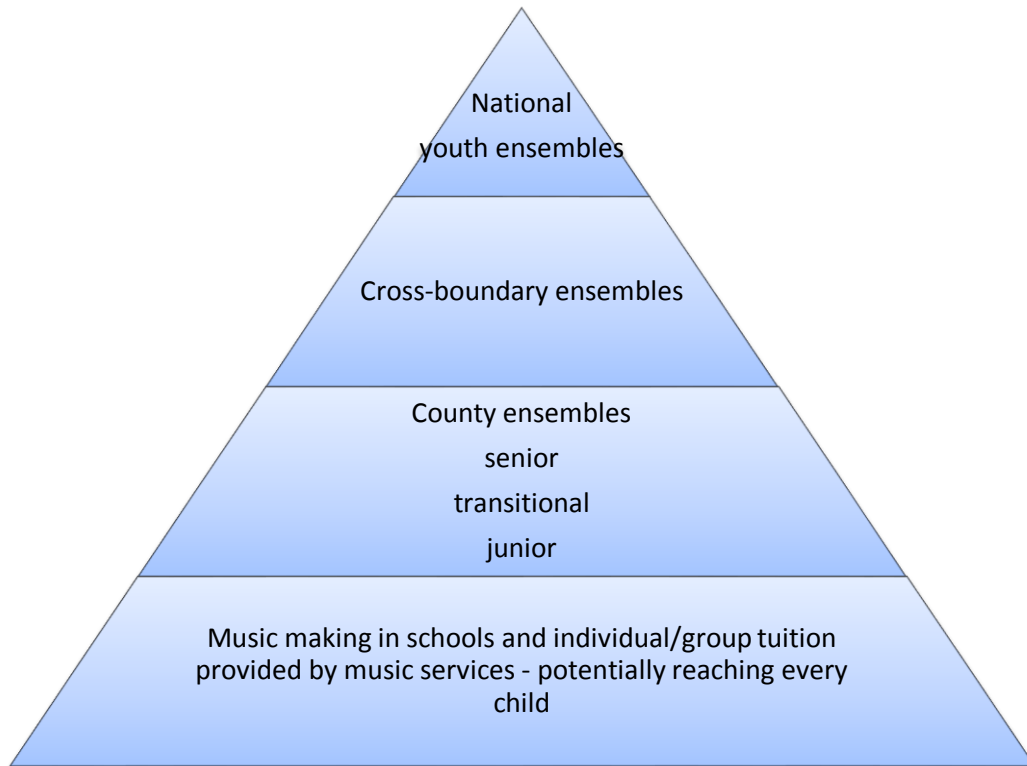 National
youth ensembles
Cross-boundary ensembles
County ensembles
senior
transitional
junior
Music making in schools and individual/group tuition
provided by music services - potentially reaching every
child